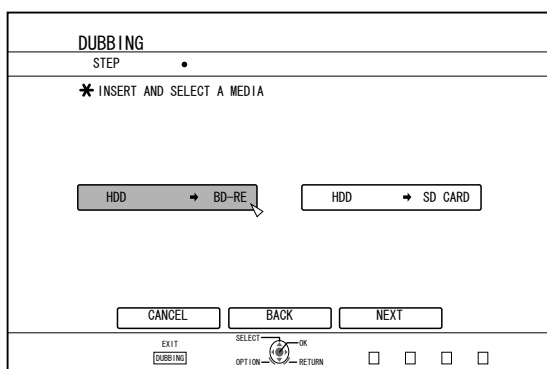 DUBBING
STEP
✱ INSERT AND SELECT A MEDIA
HDD ➡ BD-RE
HDD ➡ SD CARD
CANCEL BACK NEXT
EXIT
DUBBING
SELECT OK
OPTION RETURN